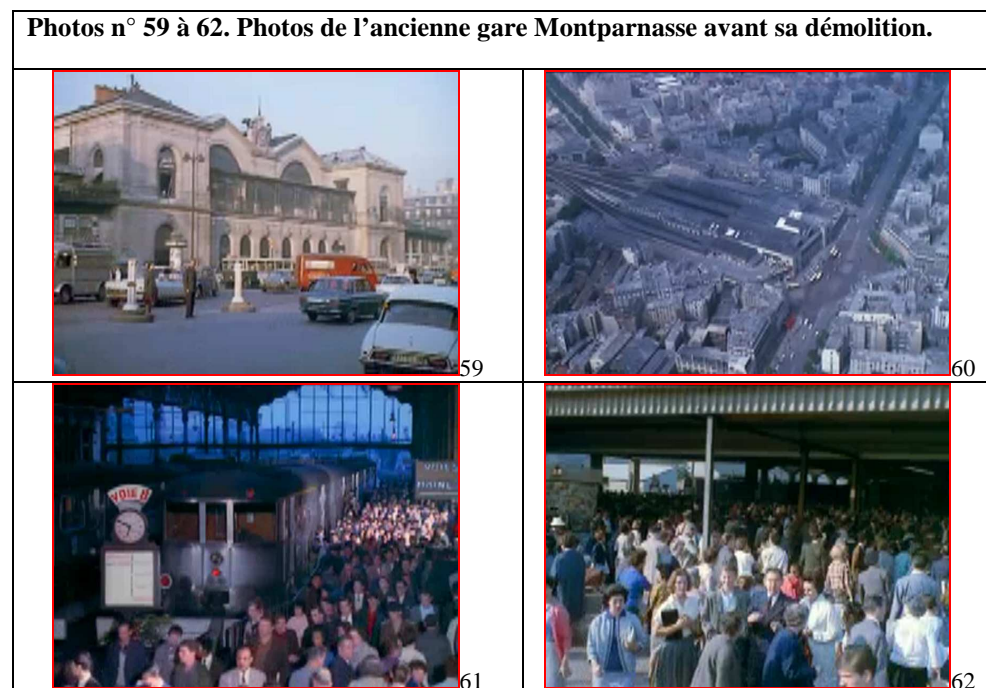 Photos n° 59 à 62. Photos de l’ancienne gare Montparnasse avant sa démolition.
59
60
VOIE 8
61
62